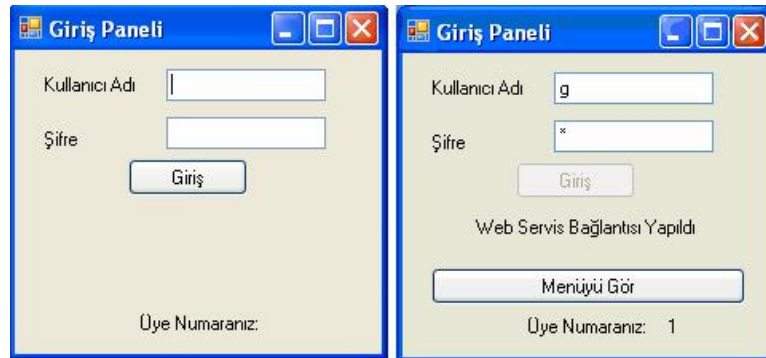 Giriş Paneli
Kullanıcı Adı
Şifre
Giriş
Üye Numaranız:
Giriş Paneli
Kullanıcı Adı g
Şifre *
Giriş
Web Servis Bağlantısı Yapıldı
Menüyü Gör
Üye Numaranız: 1